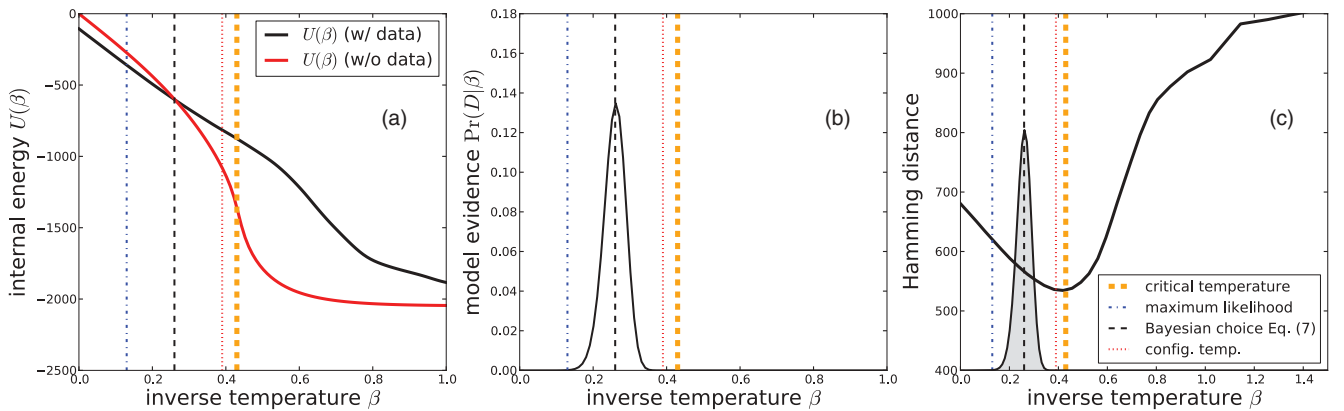 0
−500
−1000
−1500
−2000
−2500
0.0 0.2 0.4 0.6 0.8 1.0
internal energy U(β)
inverse temperature β
U(β) (w/ data)
U(β) (w/o data)
(a)
0.18
0.16
0.14
0.12
0.10
0.08
0.06
0.04
0.02
0.00
0.0 0.2 0.4 0.6 0.8 1.0
model evidence Pr(D|β)
inverse temperature β
(b)
1000
900
800
700
600
500
400
0.0 0.2 0.4 0.6 0.8 1.0 1.2 1.4
Hamming distance
inverse temperature β
(c)
critical temperature
maximum likelihood
Bayesian choice Eq. (7)
config. temp.